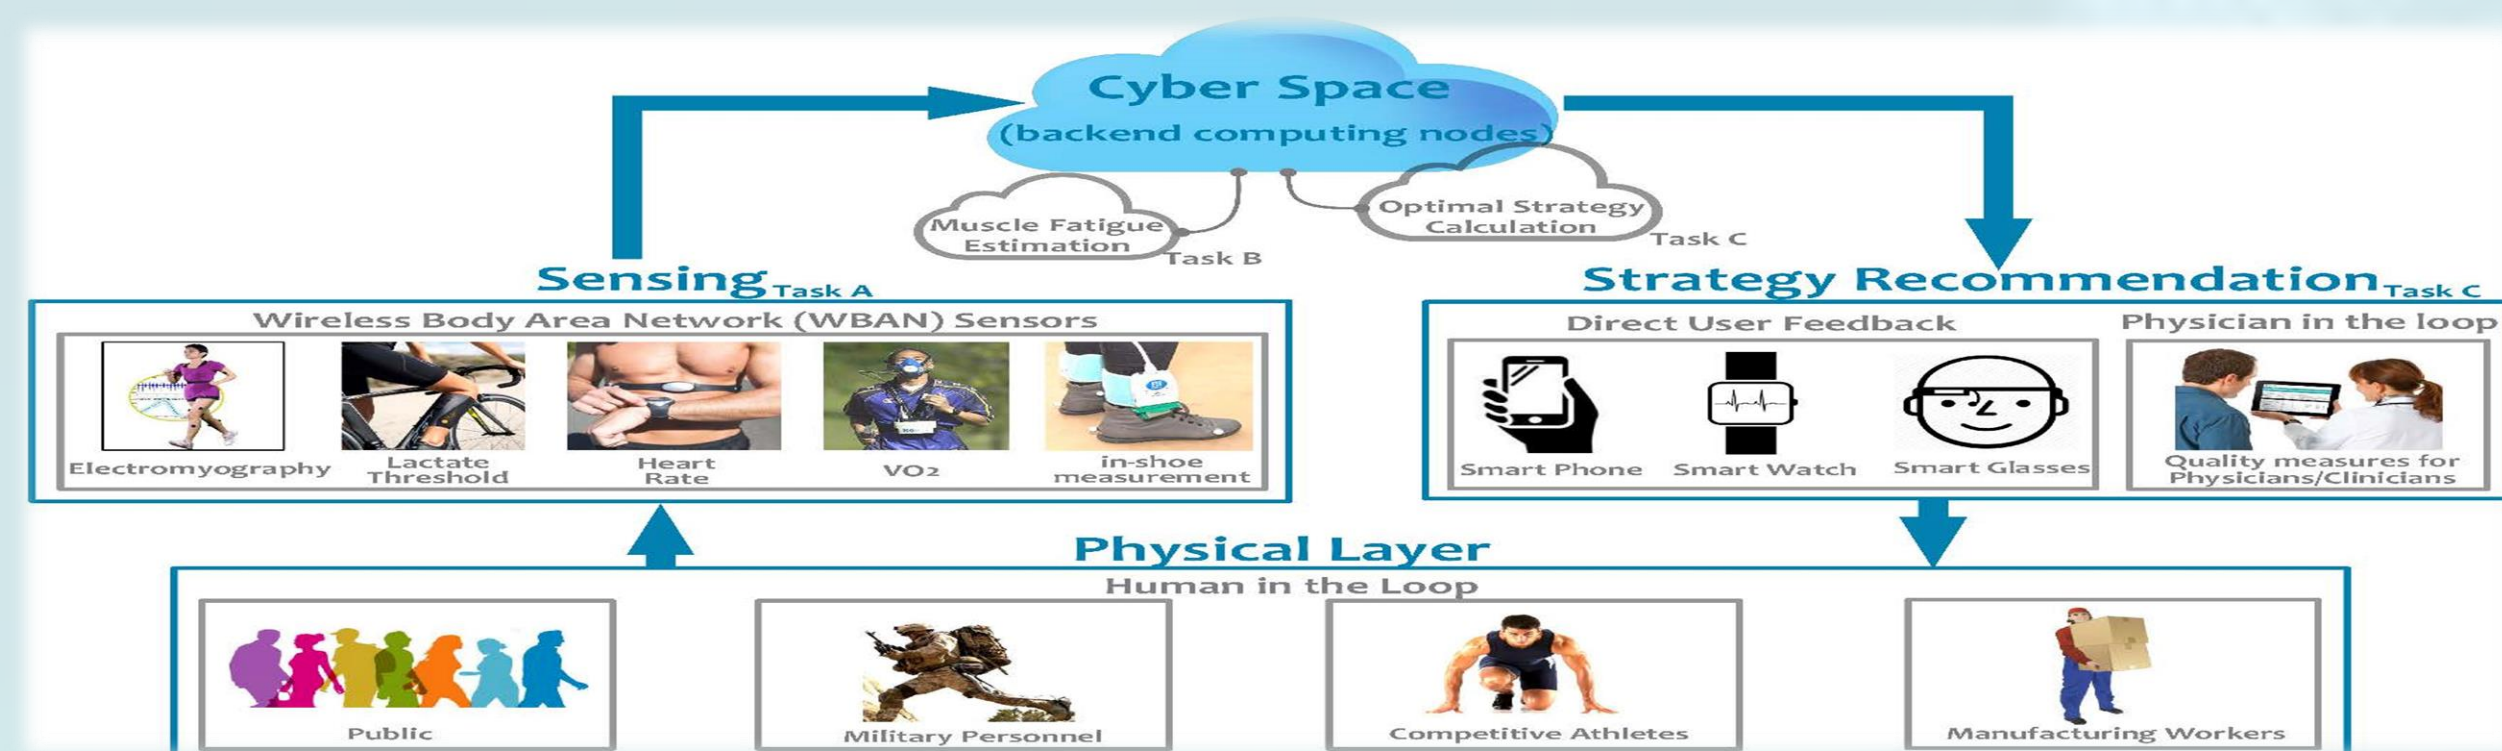 Cyber Space
(backend computing nodes)
Muscle Fatigue
Estimation
Task B
Optimal Strategy
Calculation
Task C
Sensing Task A
Wireless Body Area Network (WBAN) Sensors
Electromyography
Lactate
Threshold
Heart
Rate
VO2
in-shoe
measurement
Strategy Recommendation Task C
Direct User Feedback
Smart Phone
Smart Watch
Smart Glasses
Physician in the loop
Quality measures for
Physicians/Clinicians
Physical Layer
Human in the Loop
Public
Military Personnel
Competitive Athletes
Manufacturing Workers